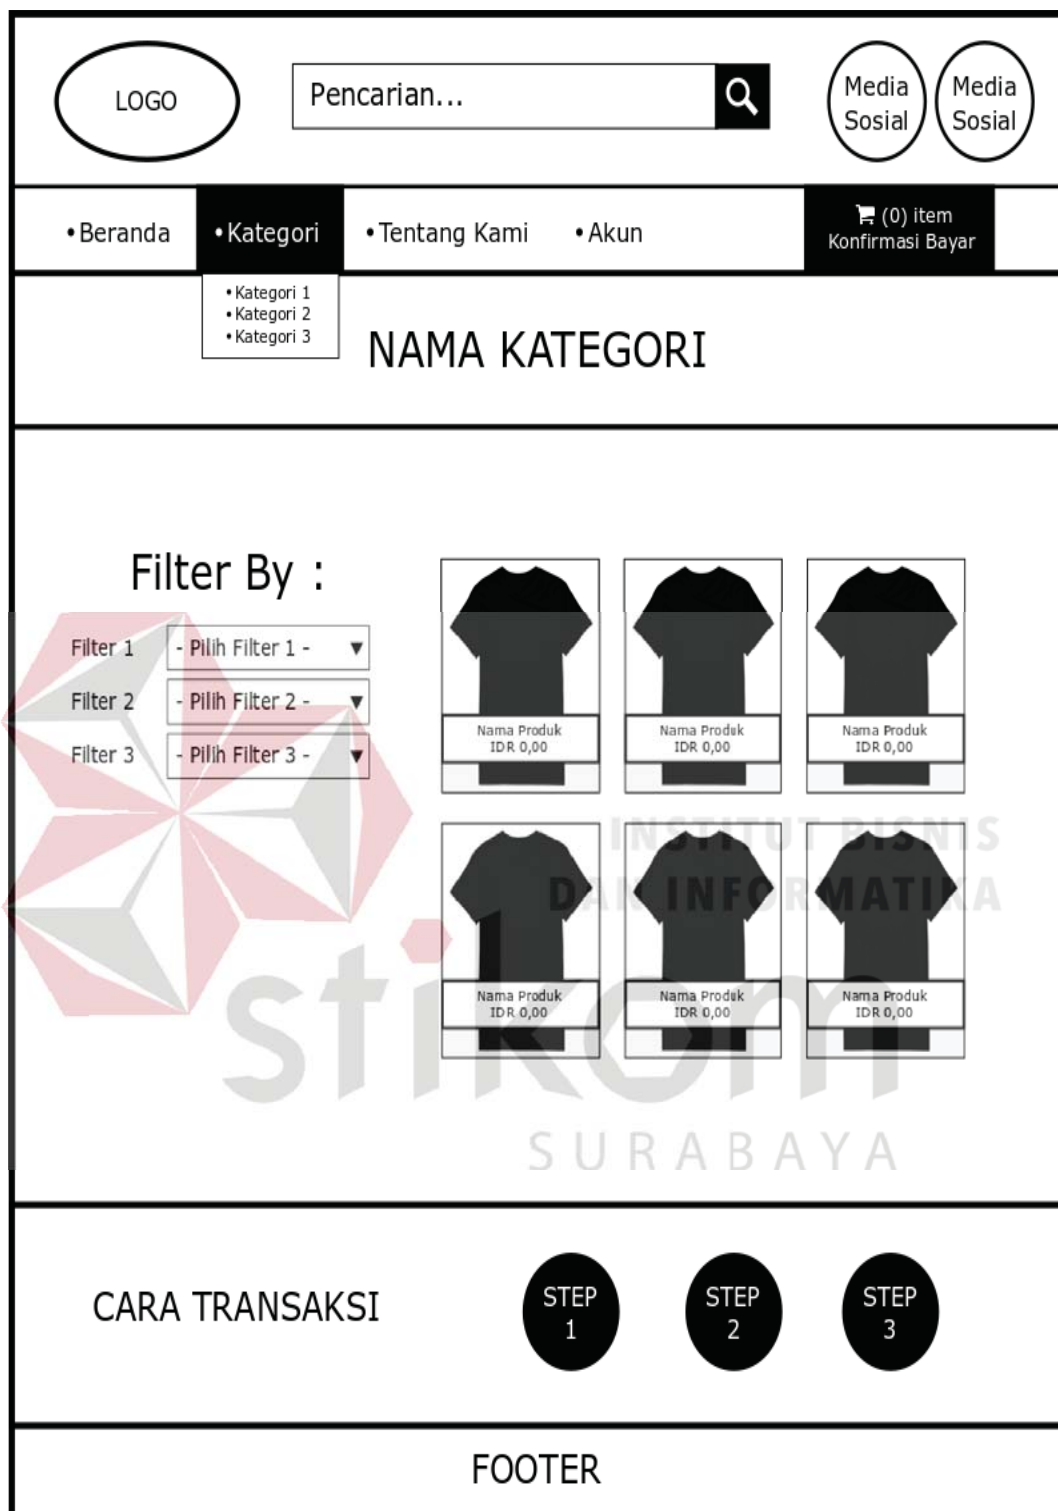 LOGO
Pencarian...
Media
Sosial
Media
Sosial
•Beranda
•Kategori
•Tentang Kami
•Akun
(0) item
Konfirmasi Bayar
•Kategori 1
•Kategori 2
•Kategori 3
NAMA KATEGORI
Filter By :
Filter 1
- Pilih Filter 1 -
Filter 2
- Pilih Filter 2 -
Filter 3
- Pilih Filter 3 -
Nama Produk
IDR 0,00
Nama Produk
IDR 0,00
Nama Produk
IDR 0,00
Nama Produk
IDR 0,00
Nama Produk
IDR 0,00
Nama Produk
IDR 0,00
INSTITUT BISNIS
DAN INFORMATIKA
stikom
SURABAYA
CARA TRANSAKSI
STEP
1
STEP
2
STEP
3
FOOTER